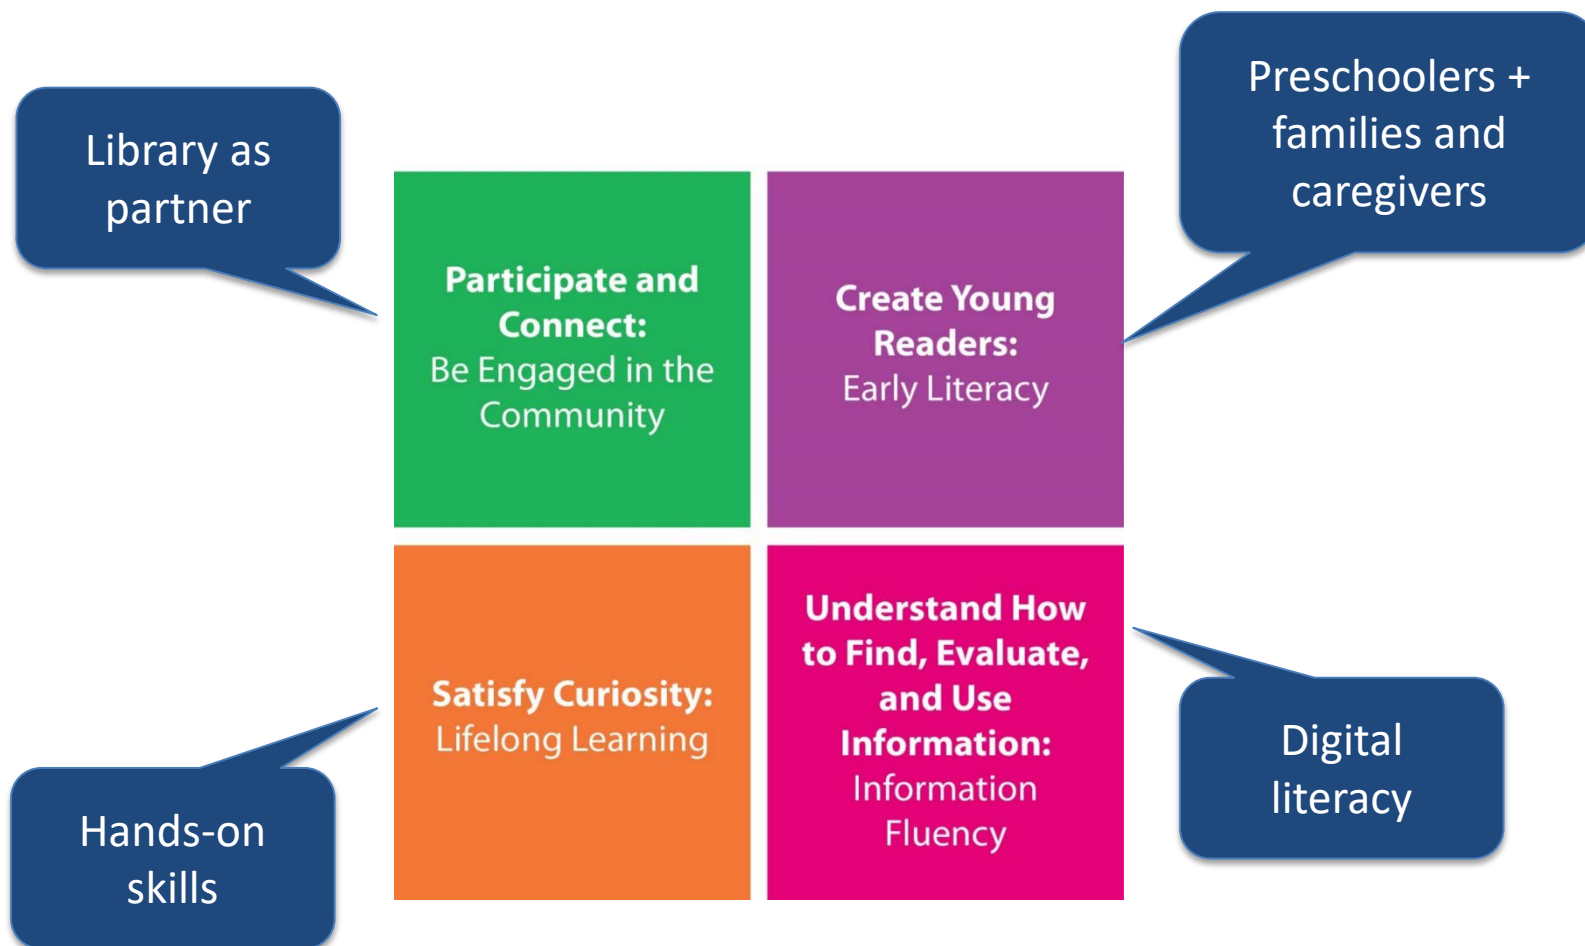 Library as
partner
Preschoolers +
families and
caregivers
Participate and
Connect:
Be Engaged in the
Community
Create Young
Readers:
Early Literacy
Satisfy Curiosity:
Lifelong Learning
Understand How
to Find, Evaluate,
and Use
Information:
Information
Fluency
Hands-on
skills
Digital
literacy